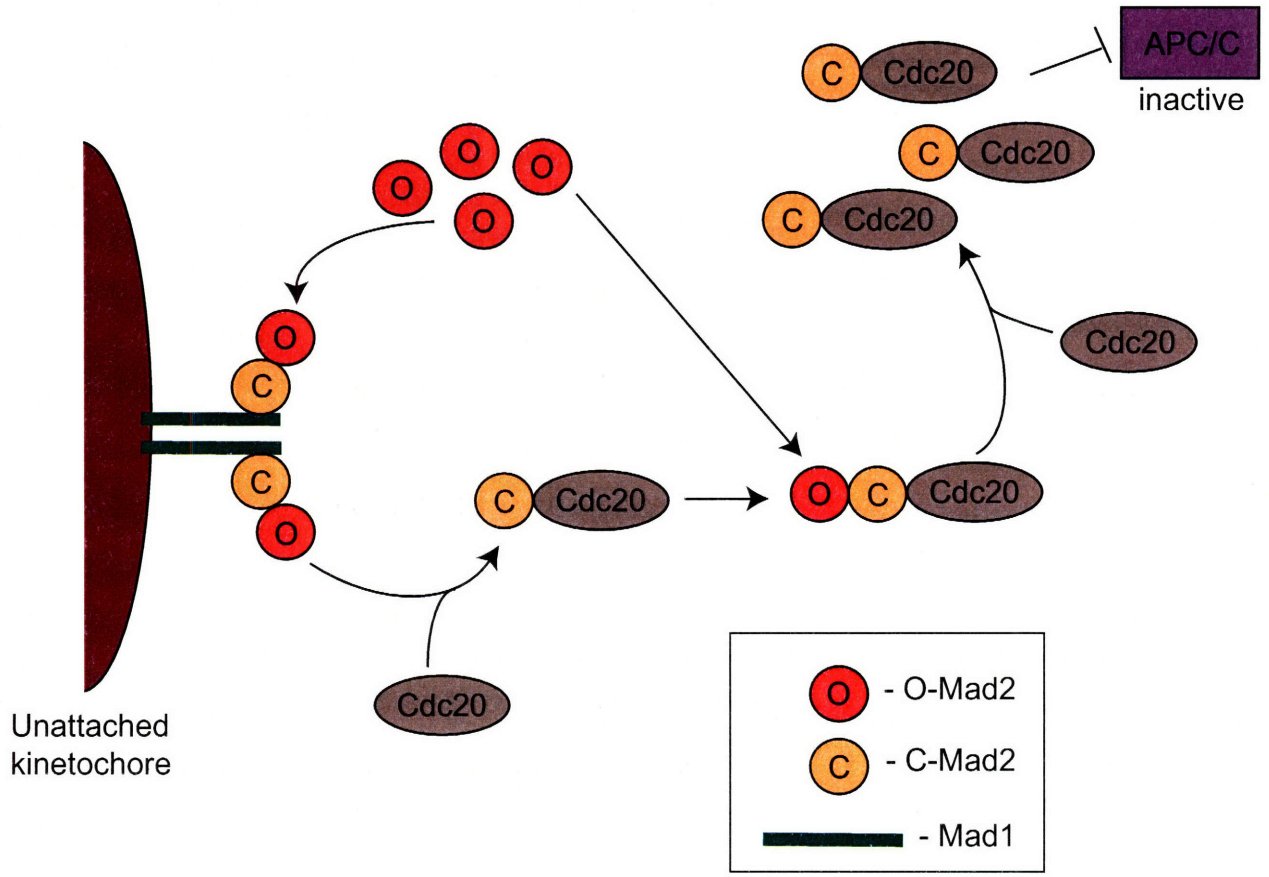 APC/C
C Cdc20
inactive
O
O
O
C Cdc20
O
C Cdc20
O
Cdc20
C
C
C Cdc20
O C Cdc20
O
Cdc20
Unattached
kinetochore
O - O-Mad2
C - C-Mad2
- Mad1